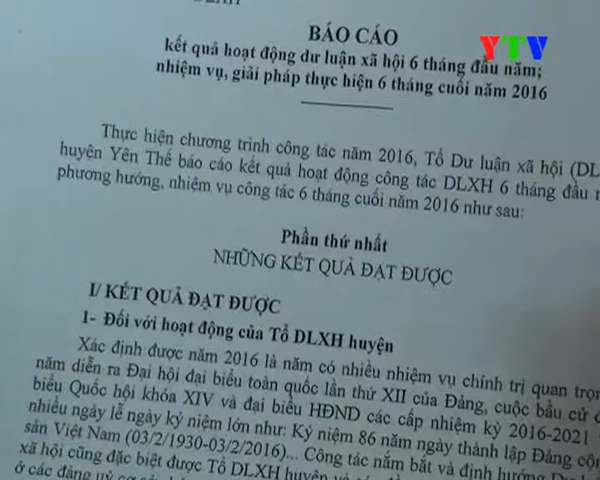 DLXH
BÁO CÁO
YTV
kết quả hoạt động dư luận xã hội 6 tháng đầu năm;
nhiệm vụ, giải pháp thực hiện 6 tháng cuối năm 2016
Thực hiện chương trình công tác năm 2016, Tổ Dư luận xã hội (DL
huyện Yên Thế báo cáo kết quả hoạt động công tác DLXH 6 tháng đầu
phương hướng, nhiệm vụ công tác 6 tháng cuối năm 2016 như sau:
Phần thứ nhất
NHỮNG KẾT QUẢ ĐẠT ĐƯỢC
I/ KẾT QUẢ ĐẠT ĐƯỢC
1- Đối với hoạt động của Tổ DLXH huyện
Xác định được năm 2016 là năm có nhiều nhiệm vụ chính trị quan trọn
năm diễn ra Đại hội đại biểu toàn quốc lần thứ XII của Đảng, cuộc bầu cử
biểu Quốc hội khóa XIV và đại biểu HĐND các cấp nhiệm kỳ 2016-2021
nhiều ngày lễ ngày kỷ niệm lớn như: Kỷ niệm 86 năm ngày thành lập Đảng cộn
sản Việt Nam (03/2/1930-03/2/2016)... Công tác nắm bắt và định hướng Dư
xã hội cũng đặc biệt được Tổ DLXH huyện
ở các đảng uỷ cơ sở